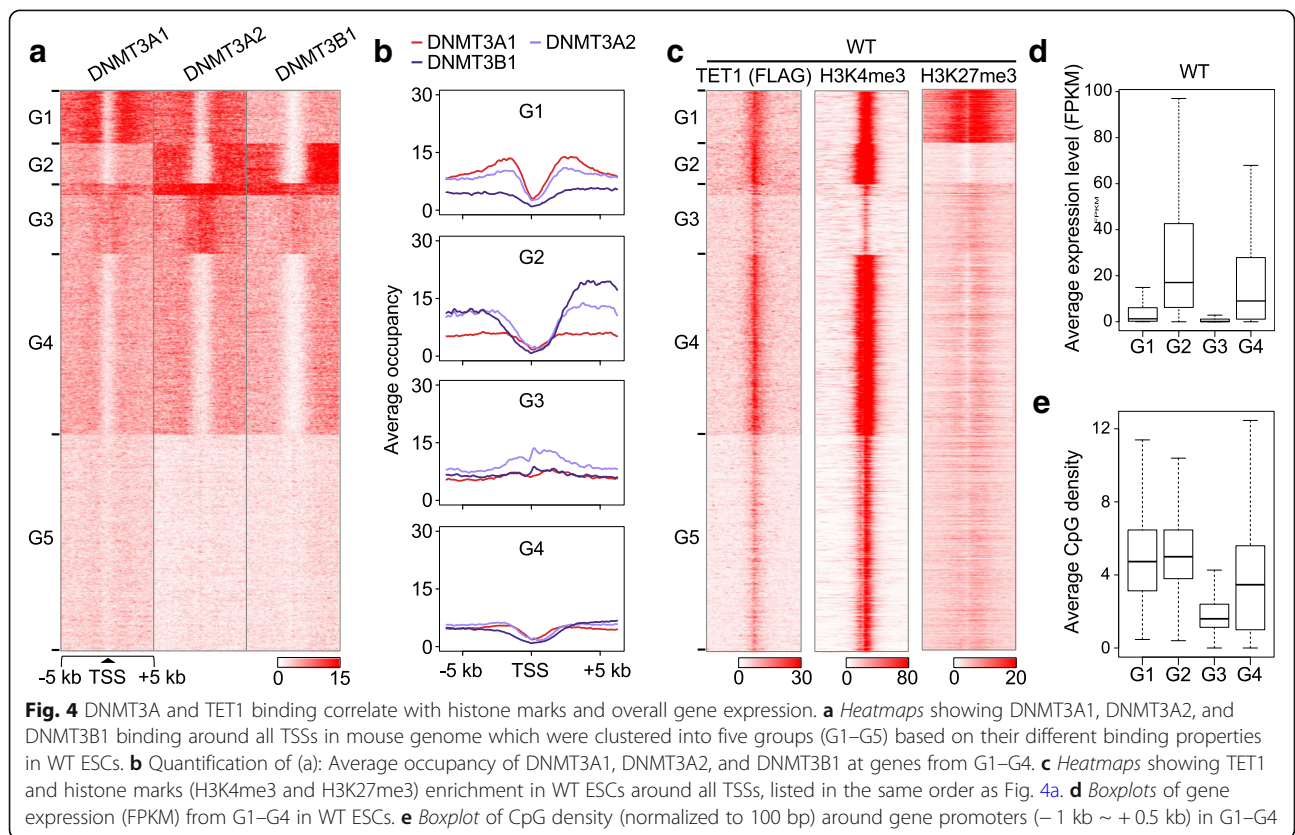 a
DNMT3A1
DNMT3A2
DNMT3B1
G1
G2
G3
G4
G5
-5 kb TSS +5 kb
0 15
b
DNMT3A1 DNMT3A2
DNMT3B1
Average occupancy
30
15
0
G1
30
15
0
G2
30
15
0
G3
30
15
0
G4
-5 kb TSS +5 kb
c
WT
TET1 (FLAG) H3K4me3 H3K27me3
G1
G2
G3
G4
G5
0 30
0 80
0 20
d
WT
Average expression level (FPKM)
FPKM
100
80
60
40
20
0
G1 G2 G3 G4
e
Average CpG density
12
8
4
0
G1 G2 G3 G4
Fig. 4 DNMT3A and TET1 binding correlate with histone marks and overall gene expression. a Heatmaps showing DNMT3A1, DNMT3A2, and
DNMT3B1 binding around all TSSs in mouse genome which were clustered into five groups (G1–G5) based on their different binding properties
in WT ESCs. b Quantification of (a): Average occupancy of DNMT3A1, DNMT3A2, and DNMT3B1 at genes from G1–G4. c Heatmaps showing TET1
and histone marks (H3K4me3 and H3K27me3) enrichment in WT ESCs around all TSSs, listed in the same order as Fig. 4a. d Boxplots of gene
expression (FPKM) from G1–G4 in WT ESCs. e Boxplot of CpG density (normalized to 100 bp) around gene promoters (− 1 kb ~ + 0.5 kb) in G1–G4